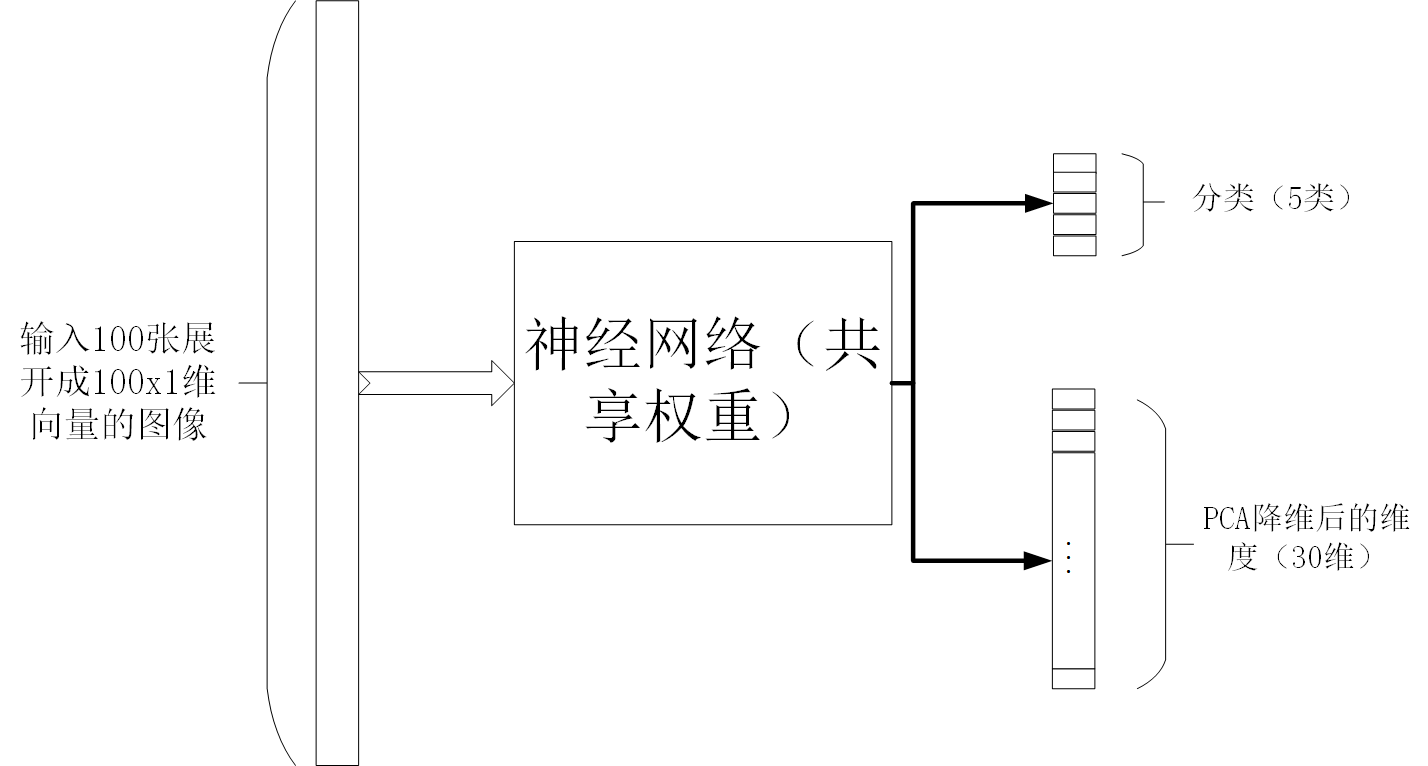 输入100张展
开成100x1维
向量的图像
神经网络（共
享权重）
分类（5类）
PCA降维后的维
度（30维）